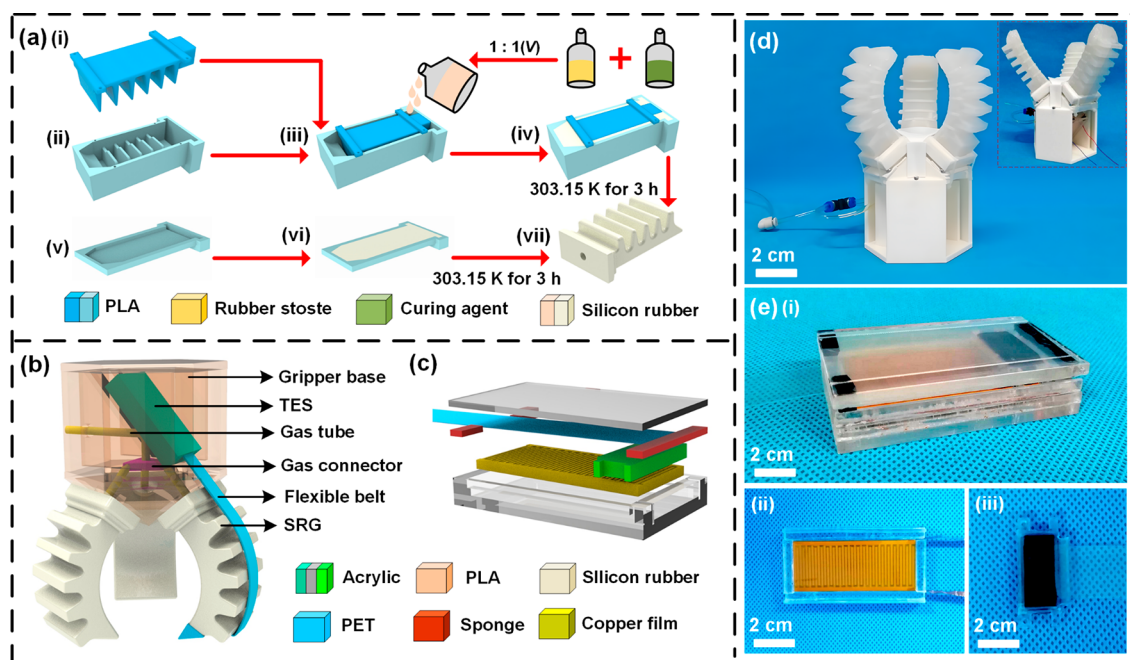 (a) (i)
1 : 1(V)
(ii)
(iii)
(iv)
303.15 K for 3 h
(v)
(vi)
(vii)
303.15 K for 3 h
PLA
Rubber stoste
Curing agent
Silicon rubber
(b)
Gripper base
TES
Gas tube
Gas connector
Flexible belt
SRG
(c)
Acrylic
PLA
SIlicon rubber
PET
Sponge
Copper film
(d)
2 cm
(e) (i)
2 cm
(ii)
2 cm
(iii)
2 cm